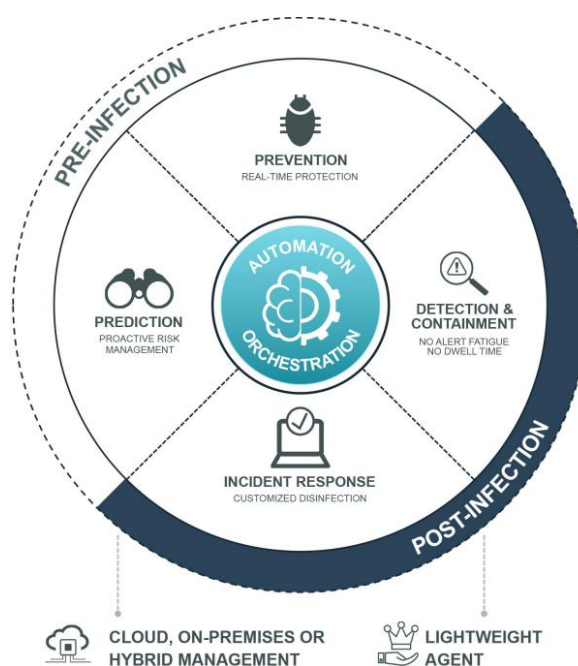 PRE-INFECTION
PREVENTION
REAL-TIME PROTECTION
AUTOMATION
ORCHESTRATION
PREDICTION
PROACTIVE RISK
MANAGEMENT
DETECTION &
CONTAINMENT
NO ALERT FATIGUE
NO DWELL TIME
INCIDENT RESPONSE
CUSTOMIZED DISINFECTION
POST-INFECTION
CLOUD, ON-PREMISES OR
HYBRID MANAGEMENT
LIGHTWEIGHT
AGENT